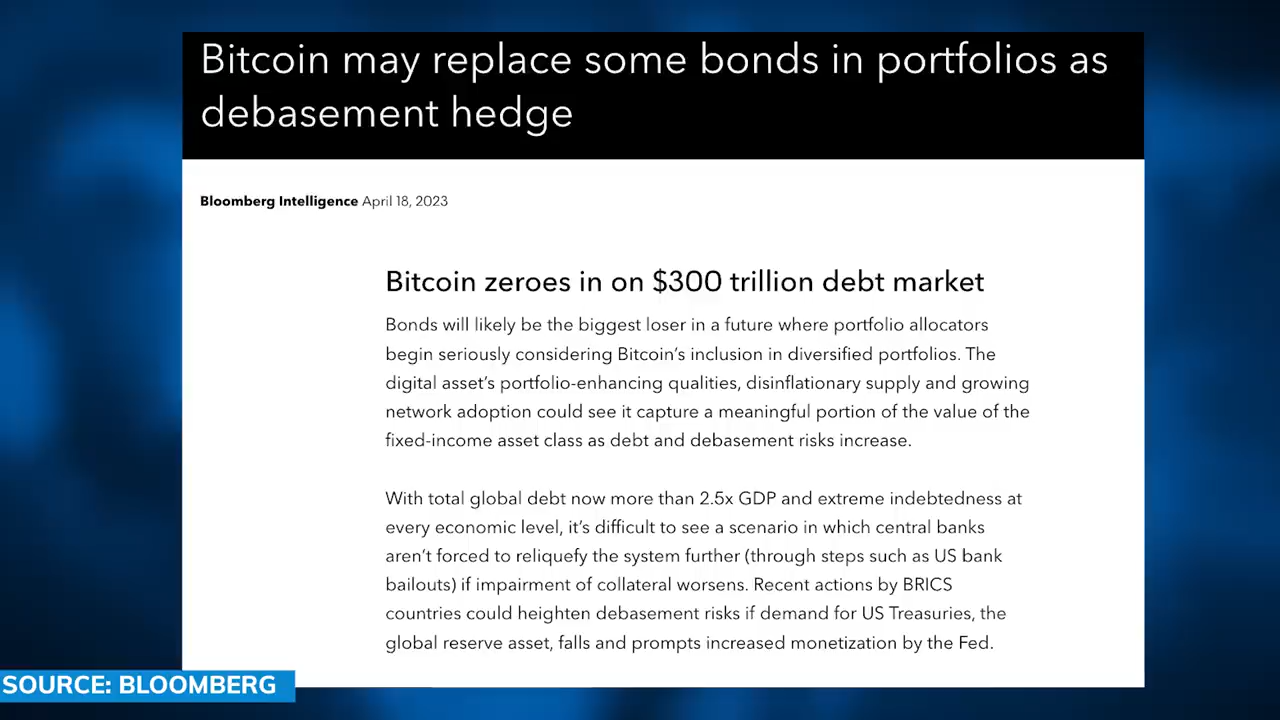 Bitcoin may replace some bonds in portfolios as
debasement hedge
Bloomberg Intelligence April 18, 2023
Bitcoin zeroes in on $300 trillion debt market
Bonds will likely be the biggest loser in a future where portfolio allocators
begin seriously considering Bitcoin’s inclusion in diversified portfolios. The
digital asset’s portfolio-enhancing qualities, disinflationary supply and growing
network adoption could see it capture a meaningful portion of the value of the
fixed-income asset class as debt and debasement risks increase.
With total global debt now more than 2.5x GDP and extreme indebtedness at
every economic level, it’s difficult to see a scenario in which central banks
aren’t forced to reliquefy the system further (through steps such as US bank
bailouts) if impairment of collateral worsens. Recent actions by BRICS
countries could heighten debasement risks if demand for US Treasuries, the
global reserve asset, falls and prompts increased monetization by the Fed.
SOURCE: BLOOMBERG